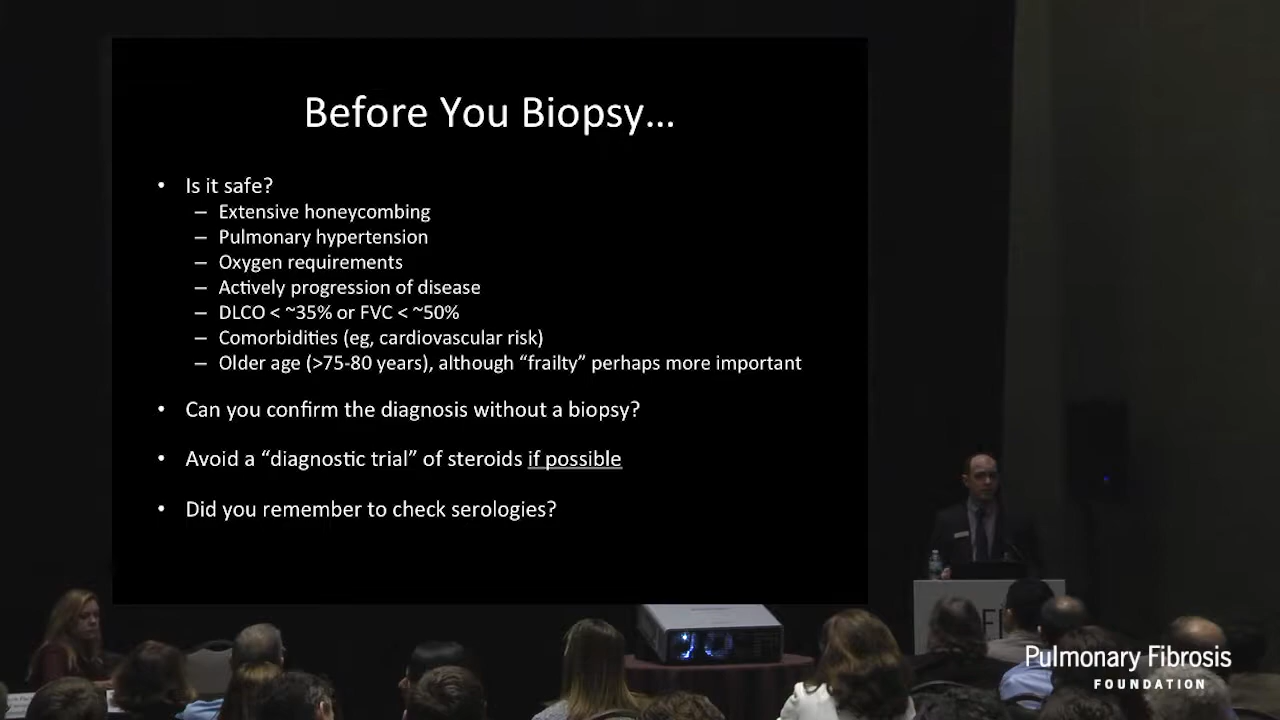 Before You Biopsy...
• Is it safe?
– Extensive honeycombing
– Pulmonary hypertension
– Oxygen requirements
– Actively progression of disease
– DLCO < ~35% or FVC < ~50%
– Comorbidities (eg, cardiovascular risk)
– Older age (>75-80 years), although “frailty” perhaps more important
• Can you confirm the diagnosis without a biopsy?
• Avoid a “diagnostic trial” of steroids if possible
• Did you remember to check serologies?
Pulmonary Fibrosis
FOUNDATION